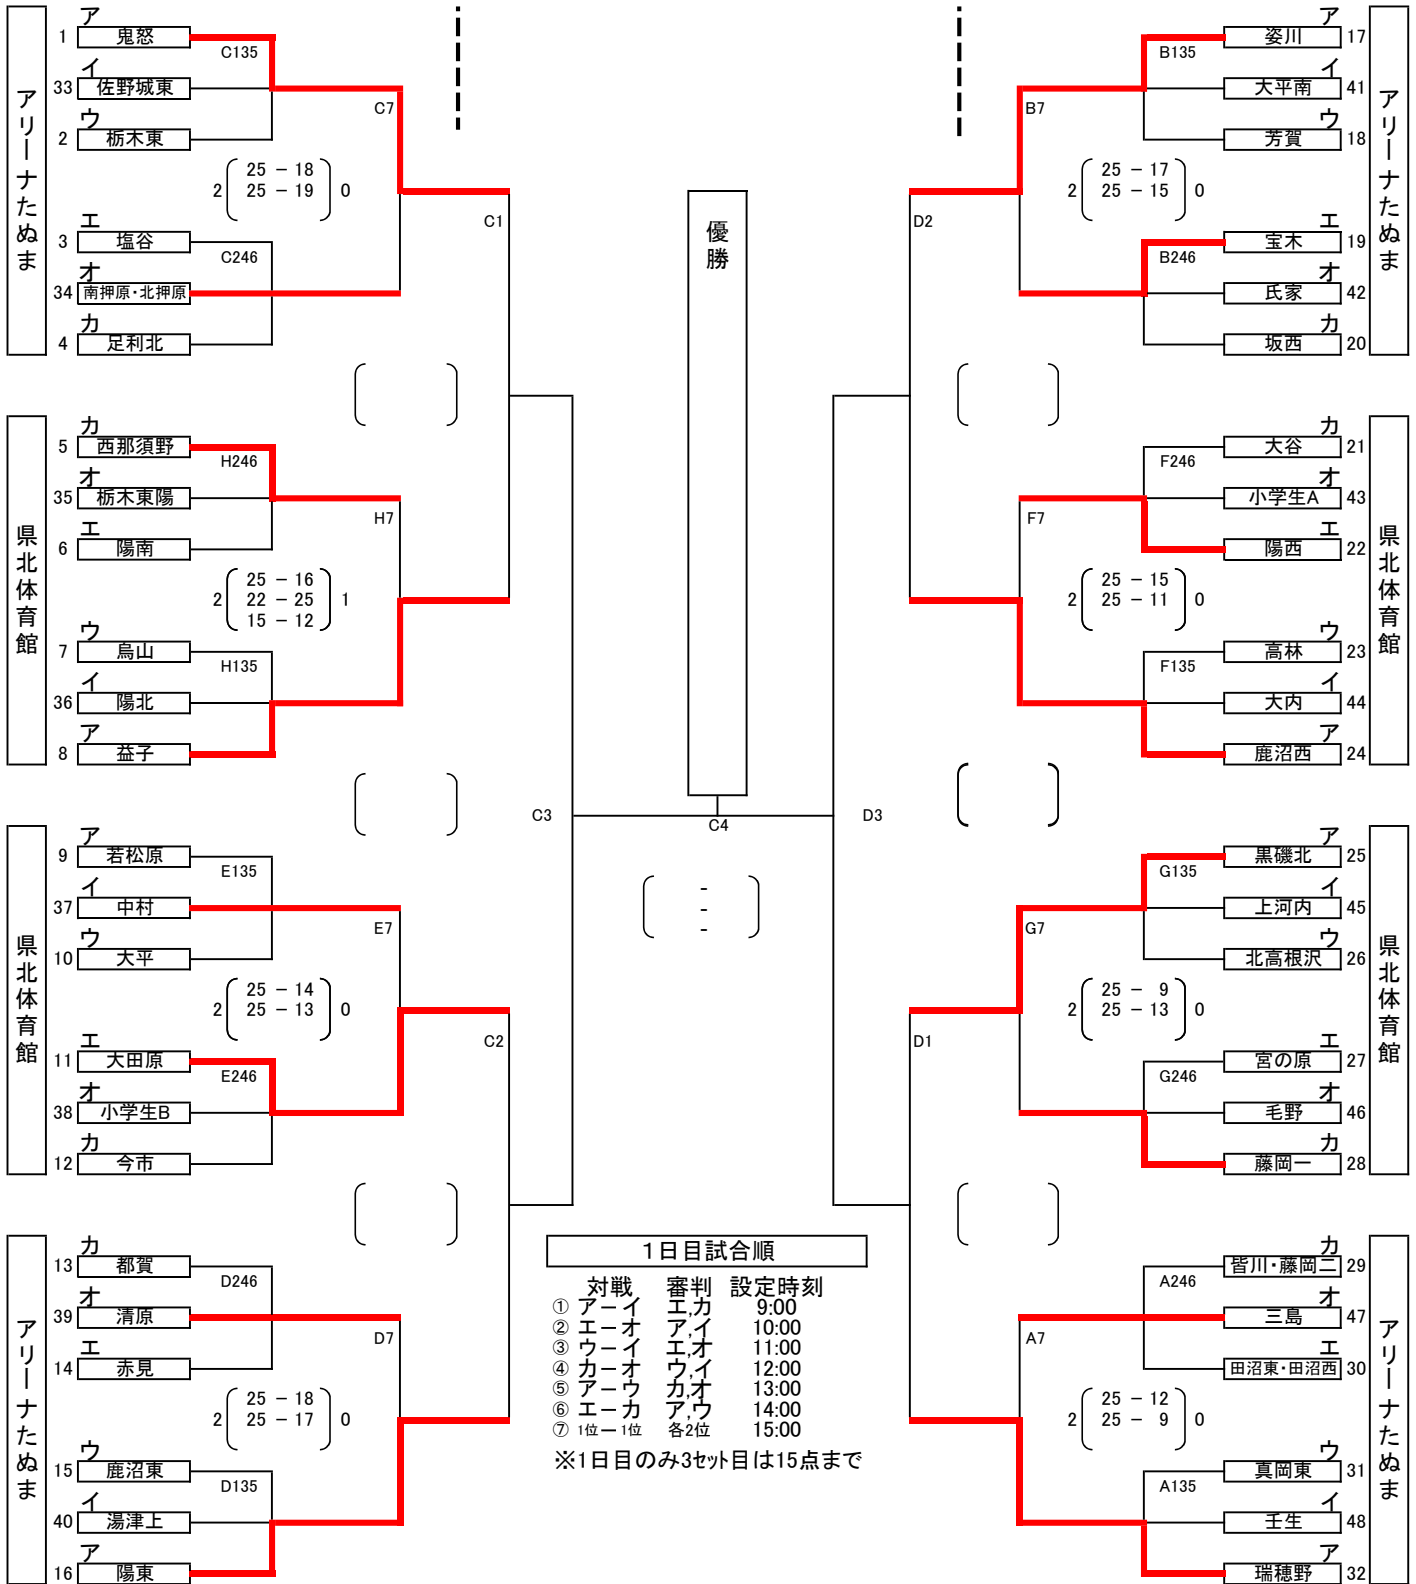 アリーナたぬま
ア
1 鬼怒
C135
イ
33 佐野城東
C7
ウ
2 栃木東
2 25 － 18 0
25 － 19
C1
エ
3 塩谷
C246
オ
34 南押原・北押原
カ
4 足利北
県北体育館
カ
5 西那須野
H246
オ
35 栃木東陽
H7
エ
6 陽南
25 － 16
2 22 － 25 1
15 － 12
ウ
7 烏山
H135
イ
36 陽北
ア
8 益子
C3
県北体育館
ア
9 若松原
E135
イ
37 中村
E7
ウ
10 大平
2 25 － 14 0
25 － 13
C2
エ
11 大田原
E246
オ
38 小学生B
カ
12 今市
アリーナたぬま
カ
13 都賀
D246
オ
39 清原
D7
エ
14 赤見
2 25 － 18 0
25 － 17
ウ
15 鹿沼東
D135
イ
40 湯津上
ア
16 陽東
優勝
C4
-
-
-
1日目試合順
対戦 審判 設定時刻
① アーイ エ,カ 9:00
② エーオ ア,イ 10:00
③ ウーイ エ,オ 11:00
④ カーオ ウ,イ 12:00
⑤ アーウ カ,オ 13:00
⑥ エーカ ア,ウ 14:00
⑦ 1位ー1位 各2位 15:00
※1日目のみ3セット目は15点まで
アリーナたぬま
ア
姿川 17
B135
イ
大平南 41
B7
ウ
芳賀 18
2 25 － 17 0
25 － 15
D2
エ
宝木 19
B246
オ
氏家 42
カ
坂西 20
県北体育館
カ
大谷 21
F246
オ
小学生A 43
F7
エ
陽西 22
2 25 － 15 0
25 － 11
ウ
高林 23
F135
イ
大内 44
ア
鹿沼西 24
D3
県北体育館
ア
黒磯北 25
G135
イ
上河内 45
G7
ウ
北高根沢 26
2 25 － 9 0
25 － 13
D1
エ
宮の原 27
G246
オ
毛野 46
カ
藤岡一 28
アリーナたぬま
カ
皆川・藤岡二 29
A246
オ
三島 47
A7
エ
田沼東・田沼西 30
2 25 － 12 0
25 － 9
ウ
真岡東 31
A135
イ
壬生 48
ア
瑞穂野 32